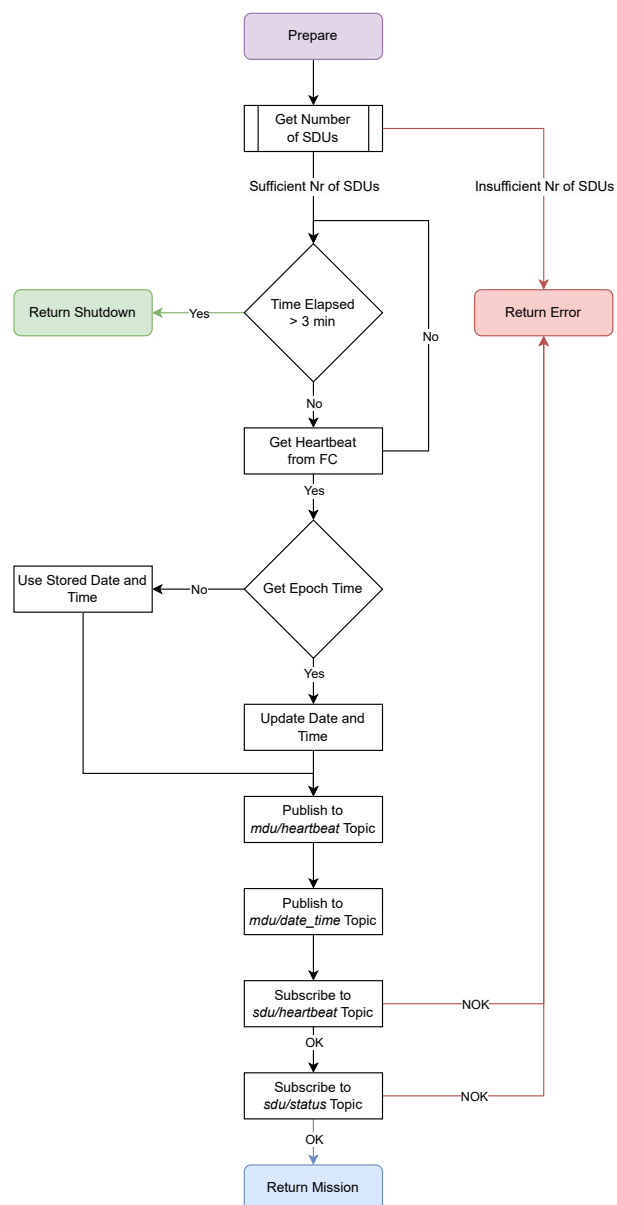 Prepare
Get Number
of SDUs
Sufficient Nr of SDUs
Insufficient Nr of SDUs
Return Shutdown
Yes
Time Elapsed
> 3 min
Return Error
No
No
Get Heartbeat
from FC
Yes
Use Stored Date and
Time
No
Get Epoch Time
Yes
Update Date and
Time
Publish to
mdu/heartbeat Topic
Publish to
mdu/date_time Topic
Subscribe to
sdu/heartbeat Topic
NOK
OK
Subscribe to
sdu/status Topic
NOK
OK
Return Mission